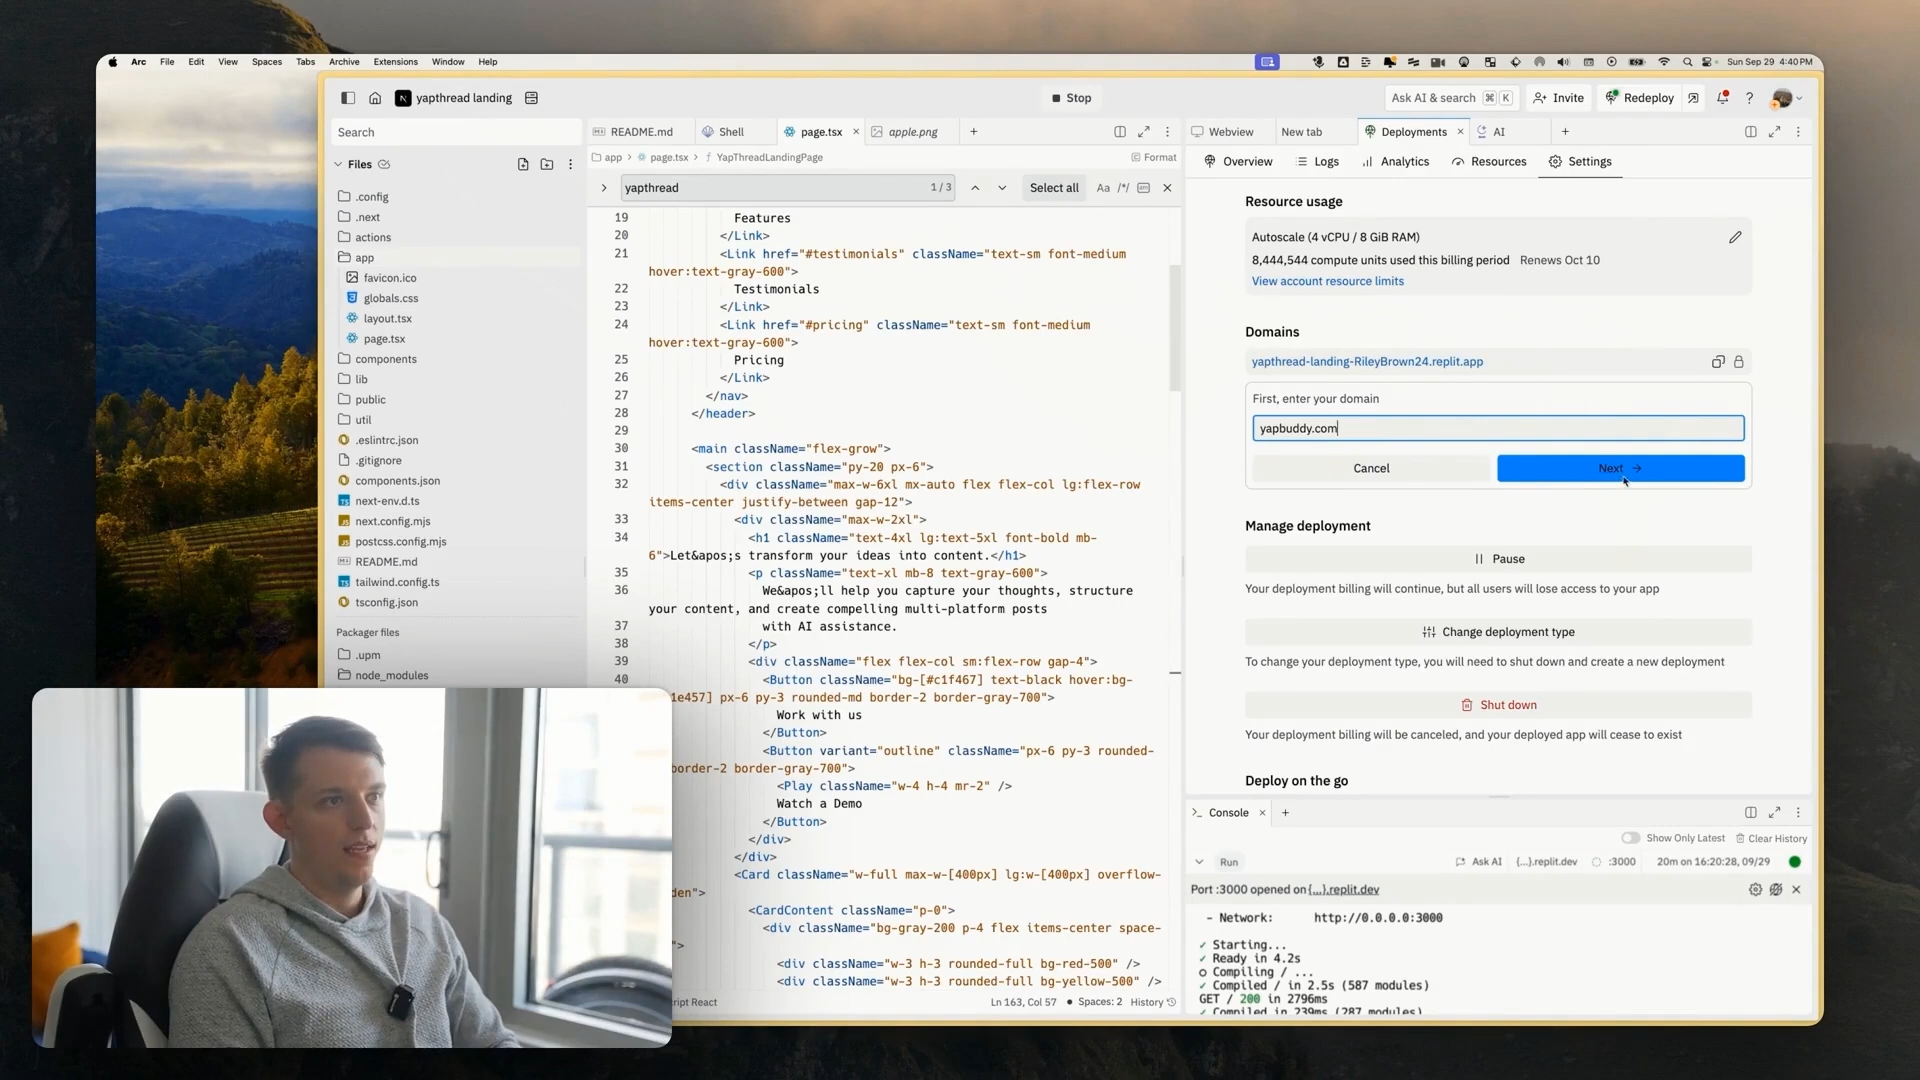 Arc File Edit View Spaces Tabs Archive Extensions Window Help
Sun Sep 29 4:40 PM
yapthread landing
Stop
Ask AI & search ⌘ K
Invite
Redeploy
?
Search
Files
.config
.next
actions
app
favicon.ico
globals.css
layout.tsx
page.tsx
components
lib
public
util
.eslintrc.json
.gitignore
components.json
next-env.d.ts
next.config.mjs
postcss.config.mjs
README.md
tailwind.config.ts
tsconfig.json
Packager files
.upm
node_modules
README.md Shell page.tsx apple.png
app > page.tsx > YapThreadLandingPage
Format
yapthread
1 / 3
Select all
Aa
19 Features
20 </Link>
21 <Link href="#testimonials" className="text-sm font-medium
hover:text-gray-600">
22 Testimonials
23 </Link>
24 <Link href="#pricing" className="text-sm font-medium
hover:text-gray-600">
25 Pricing
26 </Link>
27 </nav>
28 </header>
29
30 <main className="flex-grow">
31 <section className="py-20 px-6">
32 <div className="max-w-6xl mx-auto flex flex-col lg:flex-row
items-center justify-between gap-12">
33 <div className="max-w-2xl">
34 <h1 className="text-4xl lg:text-5xl font-bold mb-
6">Let&apos;s transform your ideas into content.</h1>
35 <p className="text-xl mb-8 text-gray-600">
36 We&apos;ll help you capture your thoughts, structure
your content, and create compelling multi-platform posts
37 with AI assistance.
38 </p>
39 <div className="flex flex-col sm:flex-row gap-4">
40 <Button className="bg-[#c1f467] text-black hover:bg-
1e457] px-6 py-3 rounded-md border-2 border-gray-700">
Work with us
</Button>
<Button variant="outline" className="px-6 py-3 rounded-
border-2 border-gray-700">
<Play className="w-4 h-4 mr-2" />
Watch a Demo
</Button>
</div>
</div>
<Card className="w-full max-w-[400px] lg:w-[400px] overflow-
den">
<CardContent className="p-0">
<div className="bg-gray-200 p-4 flex items-center space-
">
<div className="w-3 h-3 rounded-full bg-red-500" />
<div className="w-3 h-3 rounded-full bg-yellow-500" />
ript React
Ln 163, Col 57 Spaces: 2 History
Webview New tab Deployments AI
Overview Logs Analytics Resources Settings
Resource usage
Autoscale (4 vCPU / 8 GiB RAM)
8,444,544 compute units used this billing period Renews Oct 10
View account resource limits
Domains
yapthread-landing-RileyBrown24.replit.app
First, enter your domain
yapbuddy.com
Cancel
Next →
Manage deployment
Pause
Your deployment billing will continue, but all users will lose access to your app
Change deployment type
To change your deployment type, you will need to shut down and create a new deployment
Shut down
Your deployment billing will be canceled, and your deployed app will cease to exist
Deploy on the go
Console
Show Only Latest Clear History
Run
Ask AI {...}.replit.dev :3000 20m on 16:20:28, 09/29
Port :3000 opened on {...}.replit.dev
- Network: http://0.0.0.0:3000
✓ Starting...
✓ Ready in 4.2s
○ Compiling / ...
✓ Compiled / in 2.5s (587 modules)
GET / 200 in 2796ms
✓ Compiled in 239ms (287 modules)